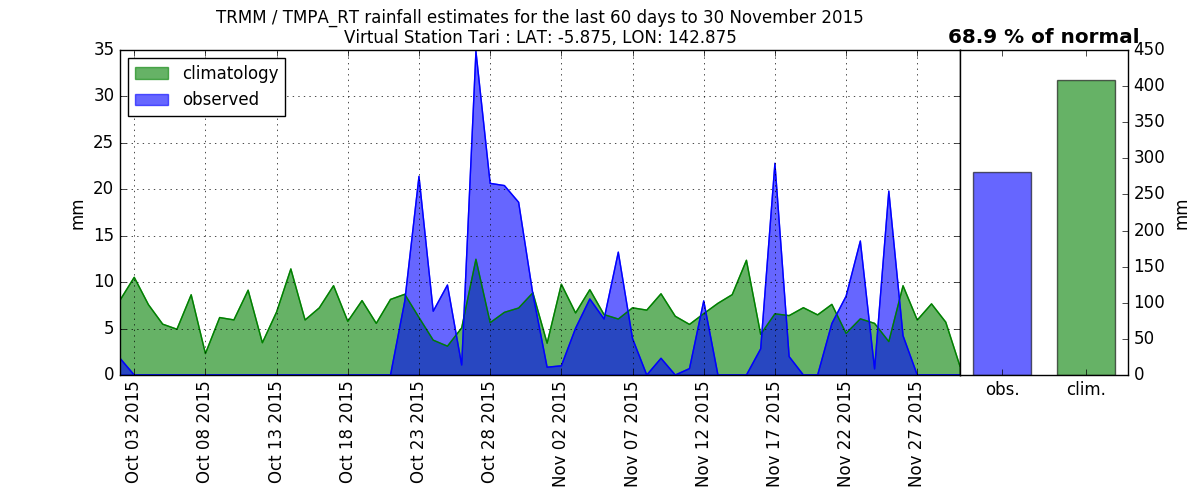 TRMM / TMPA_RT rainfall estimates for the last 60 days to 30 November 2015
Virtual Station Tari : LAT: -5.875, LON: 142.875
68.9 % of normal
climatology
observed
35
30
25
20
15
10
5
0
mm
Oct 03 2015
Oct 08 2015
Oct 13 2015
Oct 18 2015
Oct 23 2015
Oct 28 2015
Nov 02 2015
Nov 07 2015
Nov 12 2015
Nov 17 2015
Nov 22 2015
Nov 27 2015
450
400
350
300
250
200
150
100
50
0
mm
obs.
clim.